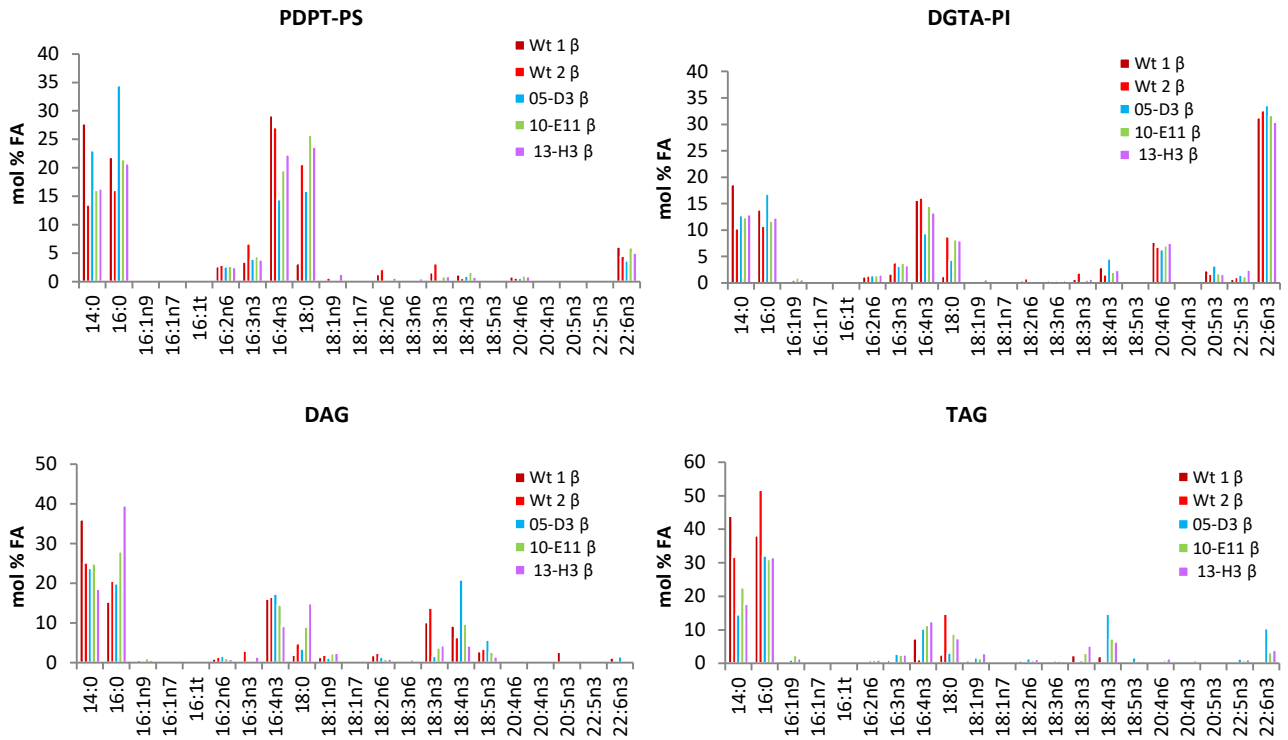 PDPT-PS
mol % FA
40
35
30
25
20
15
10
5
0
14:0
16:0
16:1n9
16:1n7
16:1t
16:2n6
16:3n3
16:4n3
18:0
18:1n9
18:1n7
18:2n6
18:3n6
18:3n3
18:4n3
18:5n3
20:4n6
20:4n3
20:5n3
22:5n3
22:6n3
Wt 1 β
Wt 2 β
05-D3 β
10-E11 β
13-H3 β
DGTA-PI
mol % FA
40
35
30
25
20
15
10
5
0
14:0
16:0
16:1n9
16:1n7
16:1t
16:2n6
16:3n3
16:4n3
18:0
18:1n9
18:1n7
18:2n6
18:3n6
18:3n3
18:4n3
18:5n3
20:4n6
20:4n3
20:5n3
22:5n3
22:6n3
Wt 1 β
Wt 2 β
05-D3 β
10-E11 β
13-H3 β
DAG
mol % FA
50
40
30
20
10
0
14:0
16:0
16:1n9
16:1n7
16:1t
16:2n6
16:3n3
16:4n3
18:0
18:1n9
18:1n7
18:2n6
18:3n6
18:3n3
18:4n3
18:5n3
20:4n6
20:4n3
20:5n3
22:5n3
22:6n3
Wt 1 β
Wt 2 β
05-D3 β
10-E11 β
13-H3 β
TAG
mol % FA
60
50
40
30
20
10
0
14:0
16:0
16:1n9
16:1n7
16:1t
16:2n6
16:3n3
16:4n3
18:0
18:1n9
18:1n7
18:2n6
18:3n6
18:3n3
18:4n3
18:5n3
20:4n6
20:4n3
20:5n3
22:5n3
22:6n3
Wt 1 β
Wt 2 β
05-D3 β
10-E11 β
13-H3 β